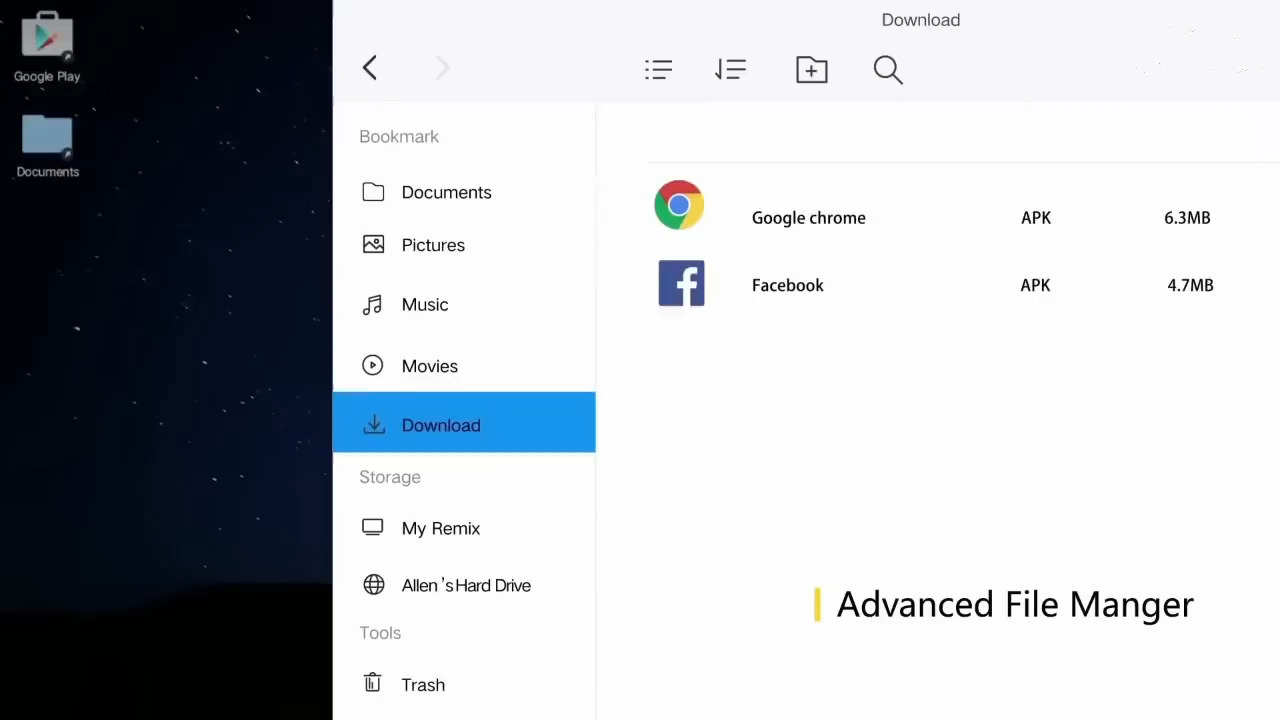 Google Play
Documents
Download
Bookmark
Documents
Pictures
Music
Movies
Download
Storage
My Remix
Allen 's Hard Drive
Tools
Trash
Google chrome APK 6.3MB
Facebook APK 4.7MB
Advanced File Manger